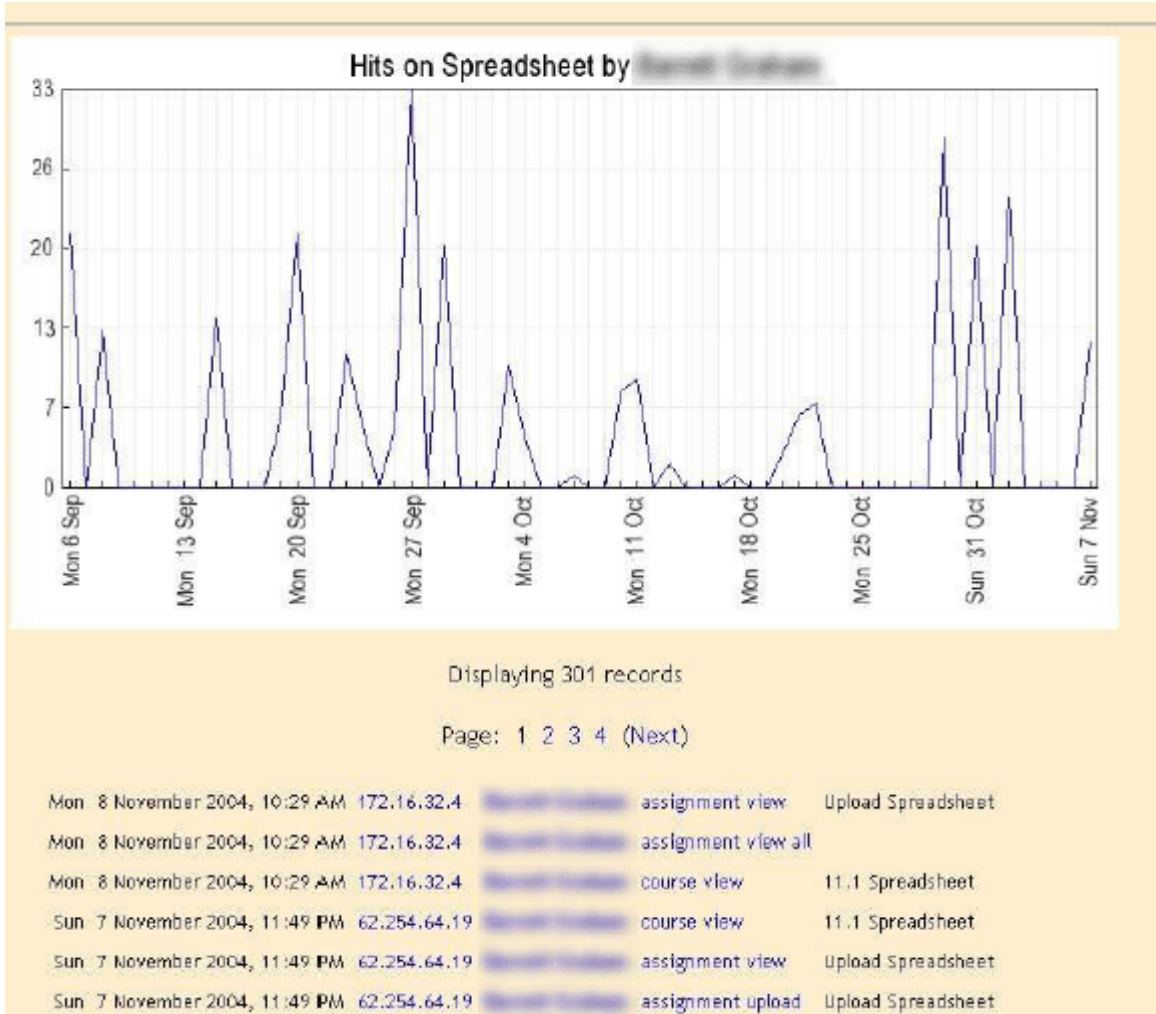 Hits on Spreadsheet by
33
26
20
13
7
0
Mon 6 Sep
Mon 13 Sep
Mon 20 Sep
Mon 27 Sep
Mon 4 Oct
Mon 11 Oct
Mon 18 Oct
Mon 25 Oct
Sun 31 Oct
Sun 7 Nov
Displaying 301 records
Page: 1 2 3 4 (Next)
Mon 8 November 2004, 10:29 AM 172.16.32.4 assignment view Upload Spreadsheet
Mon 8 November 2004, 10:29 AM 172.16.32.4 assignment view all
Mon 8 November 2004, 10:29 AM 172.16.32.4 course view 11.1 Spreadsheet
Sun 7 November 2004, 11:49 PM 62.254.64.19 course view 11.1 Spreadsheet
Sun 7 November 2004, 11:49 PM 62.254.64.19 assignment view Upload Spreadsheet
Sun 7 November 2004, 11:49 PM 62.254.64.19 assignment upload Upload Spreadsheet